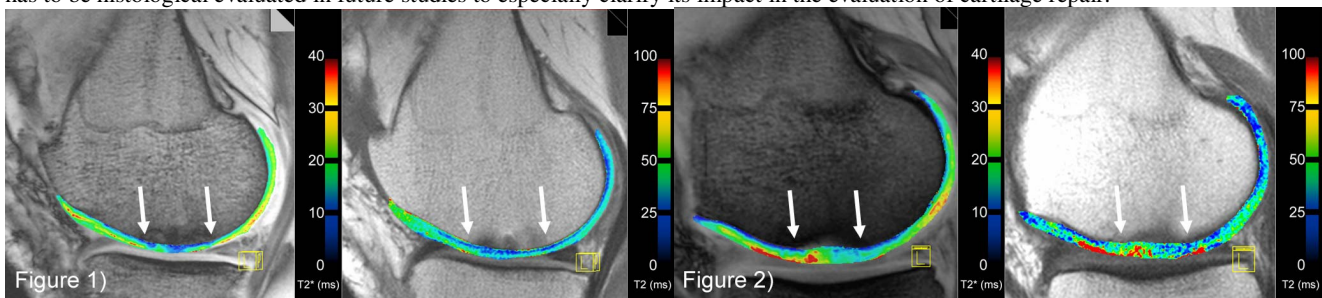 has to be histological evaluated in future studies to especially clarify its impact in the evaluation of cartilage repair.
40
30
20
10
0
T2* (ms)
100
75
50
25
0
T2 (ms)
Figure 1)
40
30
20
10
0
T2* (ms)
100
75
50
25
0
T2 (ms)
Figure 2)